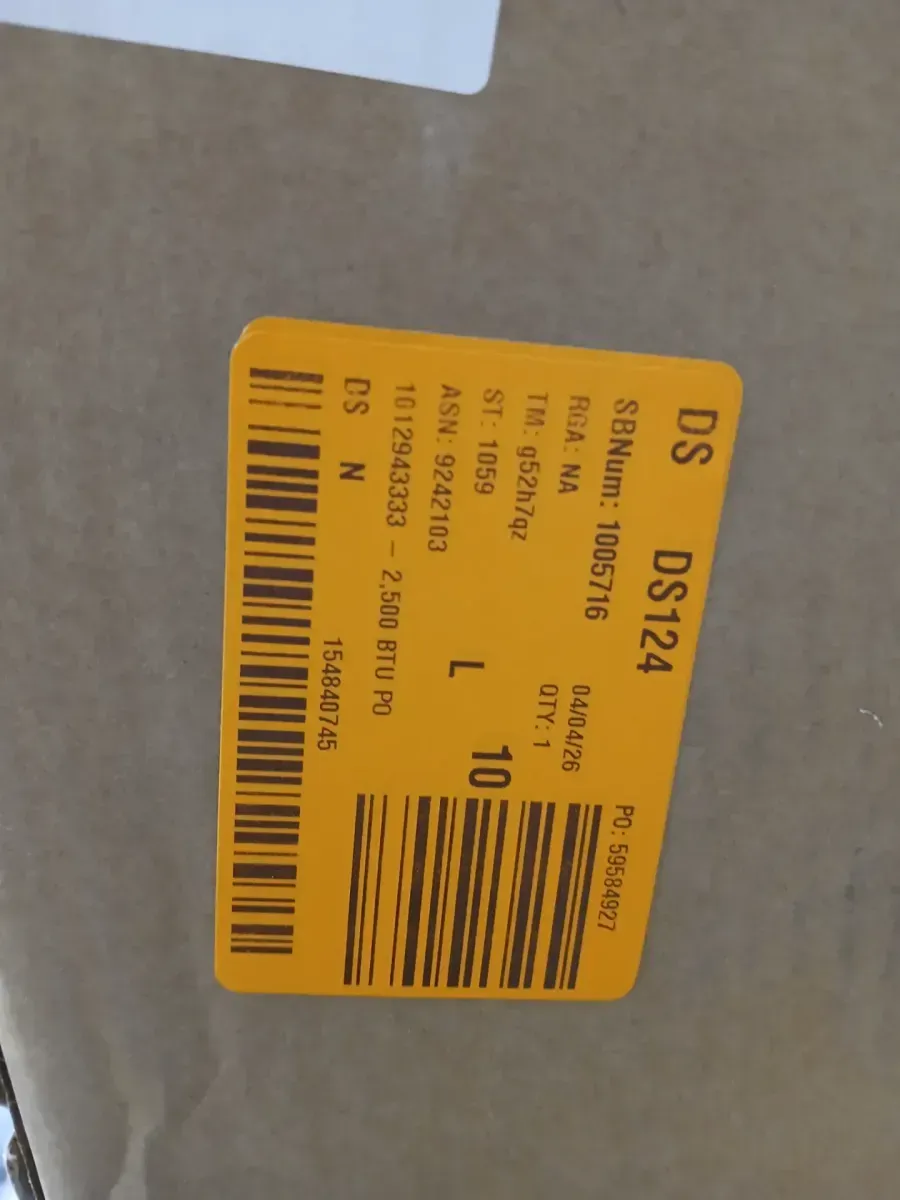 DS DS124
SBNum: 1005716 PO: 59584927
RGA: NA 04/04/26
TM: g52h7qz QTY: 1
ST: 1059 10
ASN: 9242103 L
1012943333 - 2,500 BTU PO
DS N
154840745